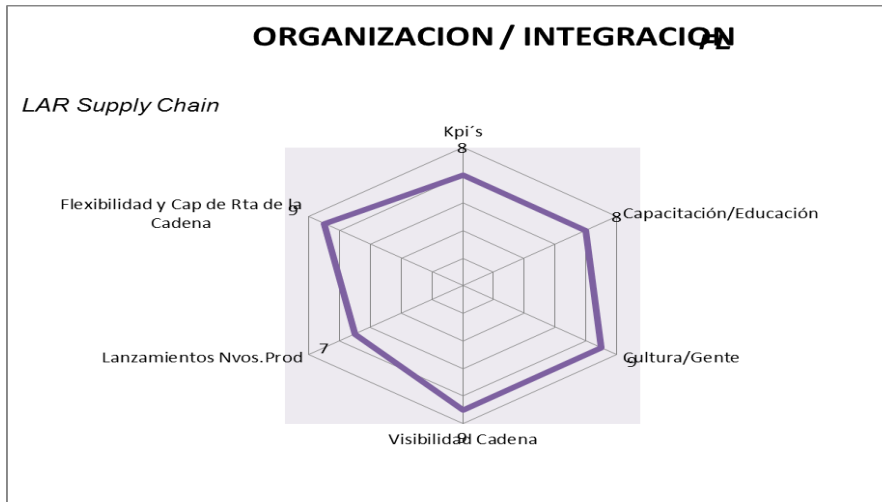 ORGANIZACION / INTEGRACION
LAR Supply Chain
Kpi´s
8
Flexibilidad y Cap de Rta de la
Cadena
9
8
Capacitación/Educación
Lanzamientos Nvos.Prod
7
Cultura/Gente
9
Visibilidad Cadena
9